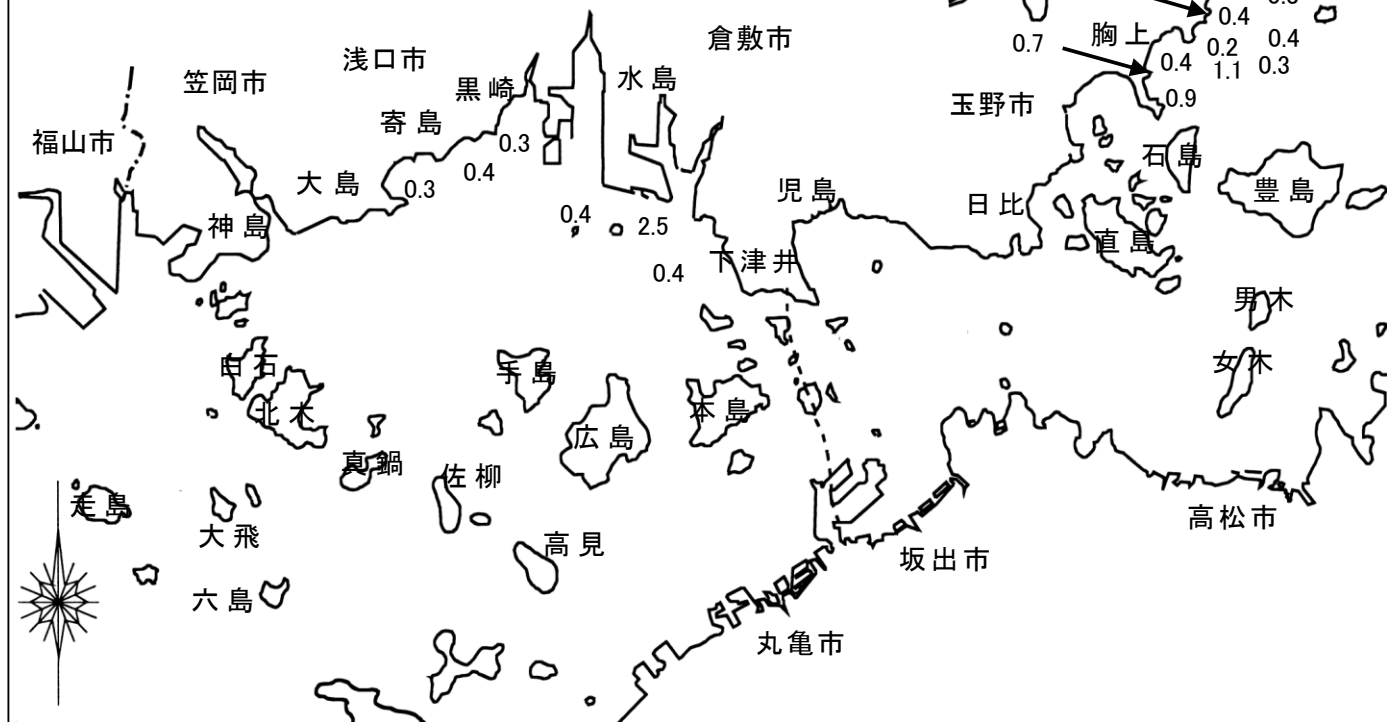 0.4
0.7
胸上
0.2
0.4
0.4
1.1
0.3
0.9
倉敷市
浅口市
笠岡市
黒崎
水島
玉野市
寄島
福山市
0.3
0.4
大島
0.3
石島
豊島
児島
日比
神島
0.4
2.5
直島
下津井
0.4
男木
白石
手島
女木
北木
本島
広島
真鍋
佐柳
走島
大飛
高見
高松市
坂出市
六島
丸亀市